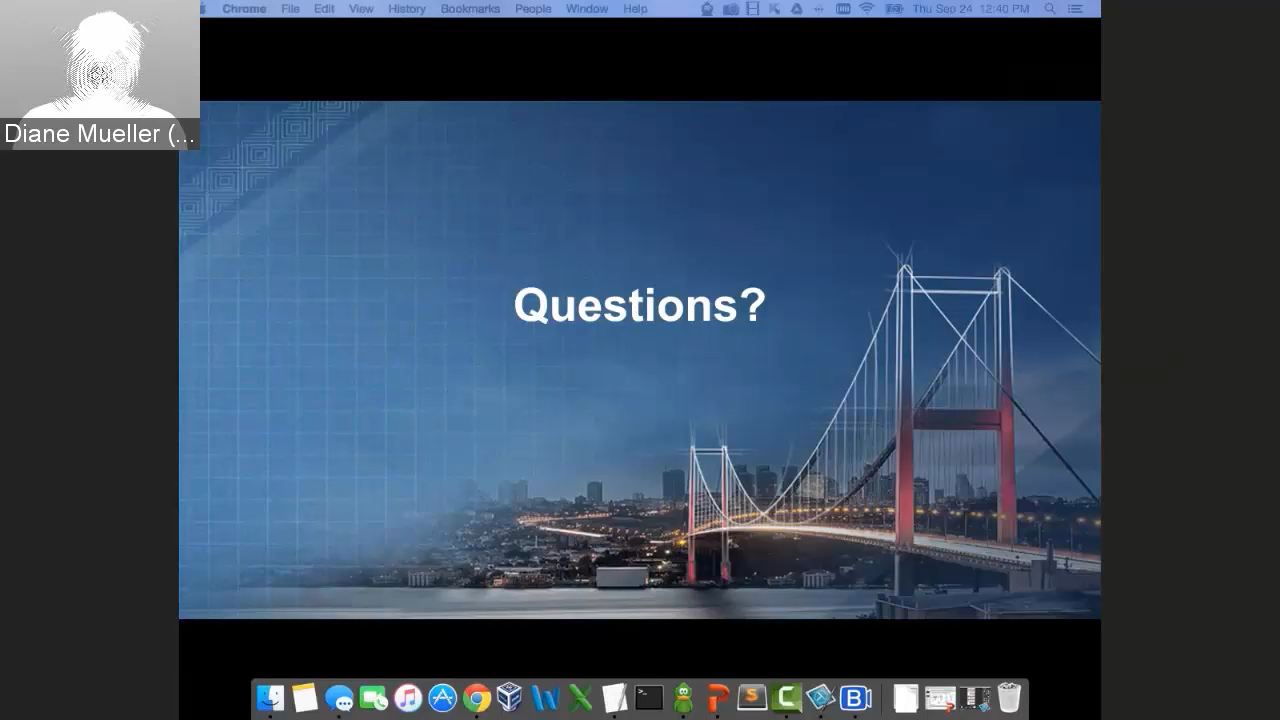 Chrome File Edit View History Bookmarks People Window Help Thu Sep 24 12:40 PM
Diane Mueller (...
Questions?